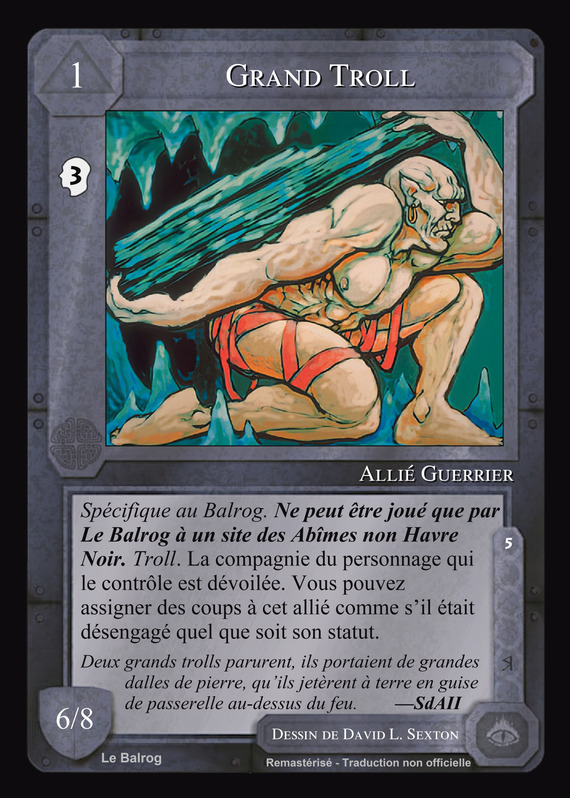 1
GRAND TROLL
3
ALLIÉ GUERRIER
Spécifique au Balrog. Ne peut être joué que par
Le Balrog à un site des Abîmes non Havre
Noir. Troll. La compagnie du personnage qui
le contrôle est dévoilée. Vous pouvez
assigner des coups à cet allié comme s'il était
désengagé quel que soit son statut.
5
Deux grands trolls parurent, ils portaient de grandes
dalles de pierre, qu'ils jetèrent à terre en guise
de passerelle au-dessus du feu. —SdAII
6/8
DESSIN DE DAVID L. SEXTON
Le Balrog
Remastérisé - Traduction non officielle